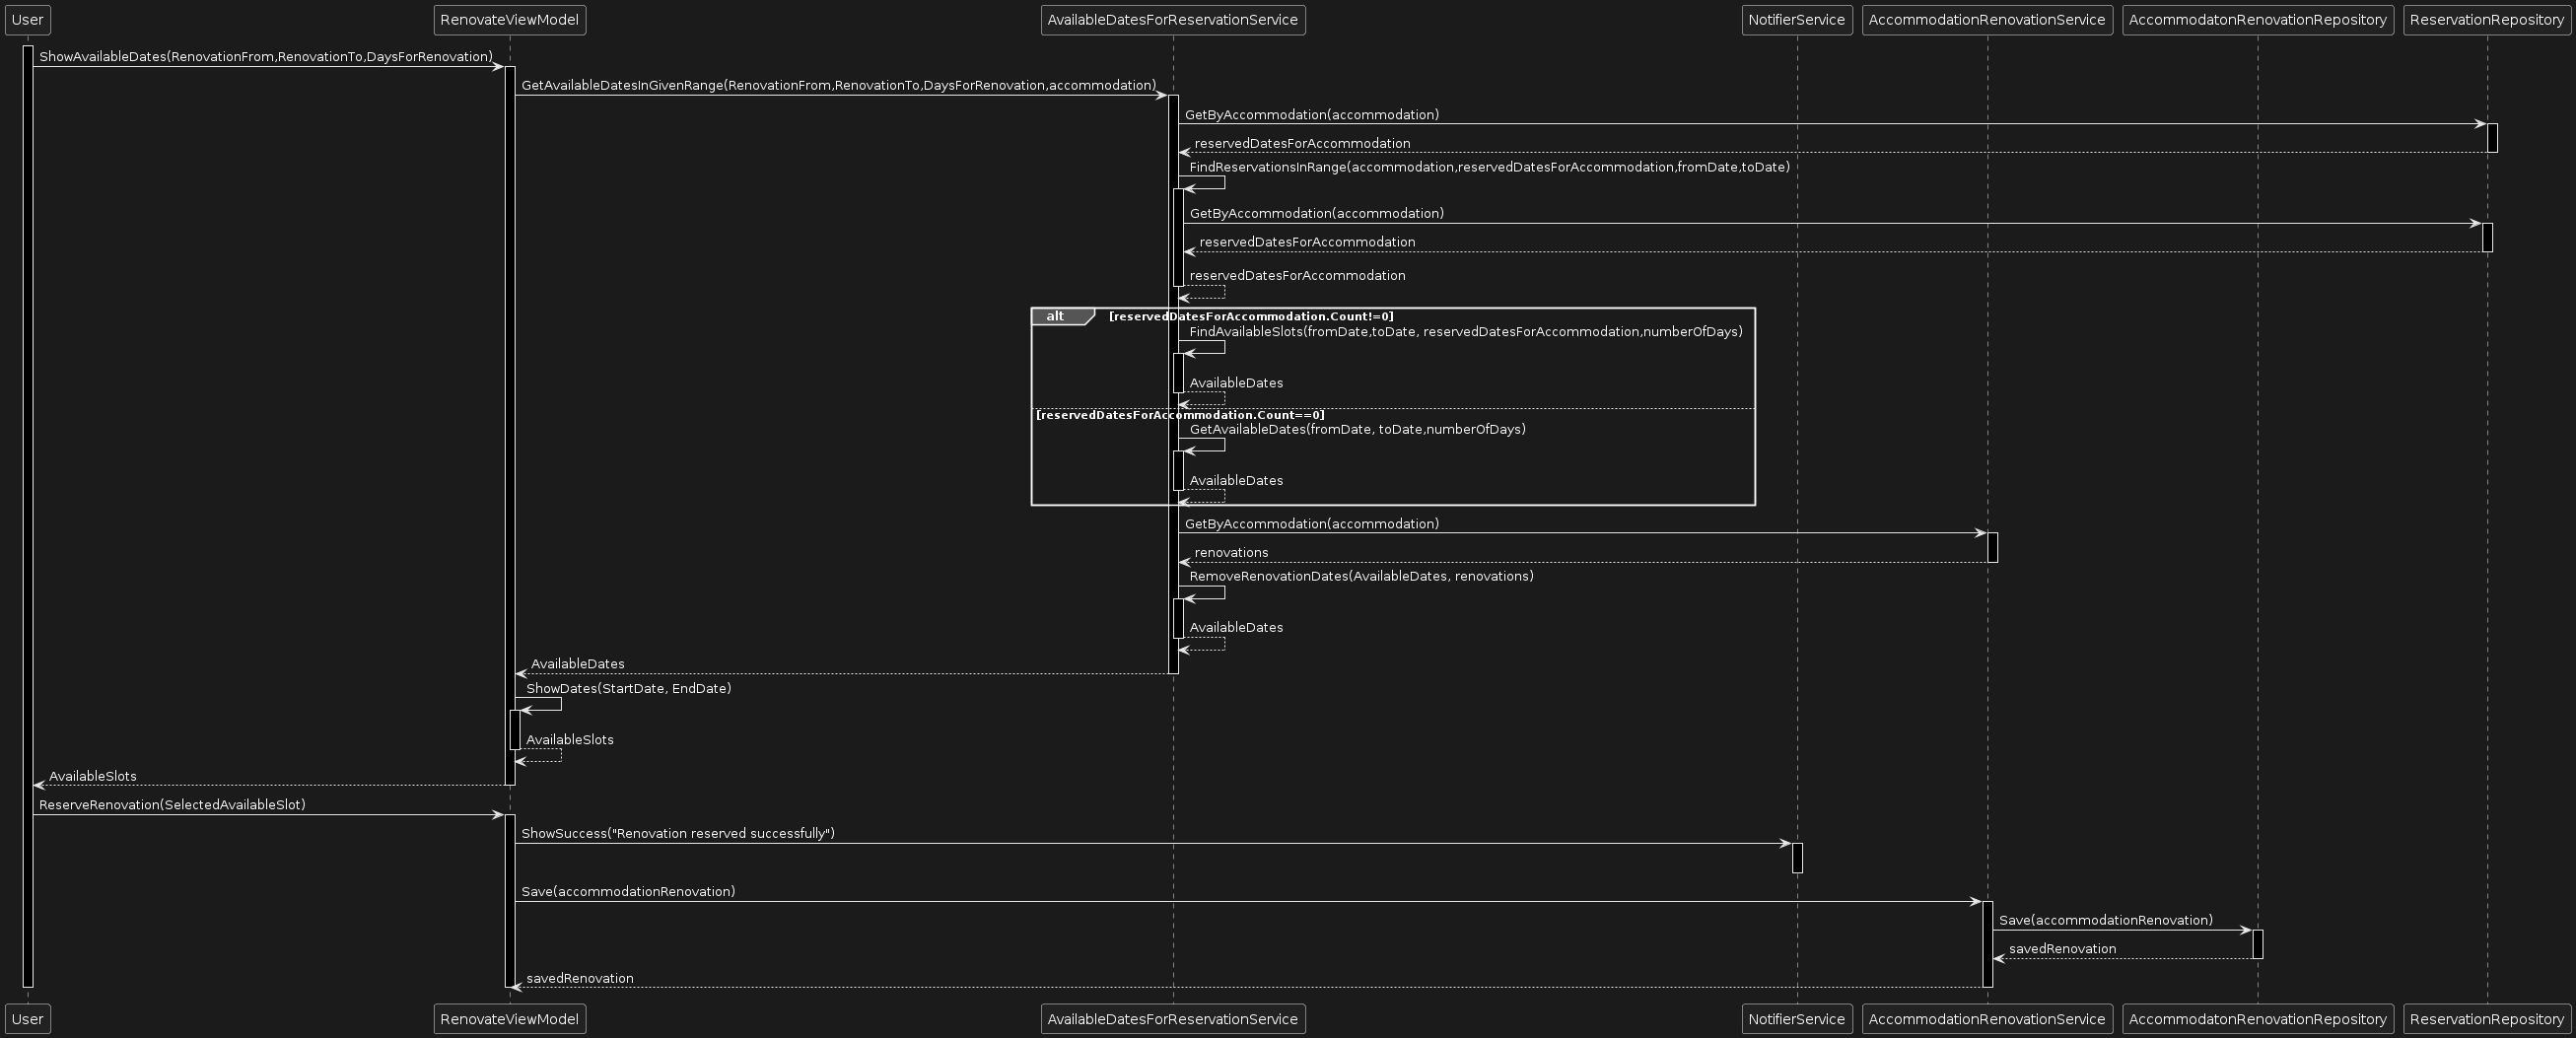 User
RenovateViewModel
AvailableDatesForReservationService
NotifierService
AccommodationRenovationService
AccommodatonRenovationRepository
ReservationRepository
ShowAvailableDates(RenovationFrom,RenovationTo,DaysForRenovation)
GetAvailableDatesInGivenRange(RenovationFrom,RenovationTo,DaysForRenovation,accommodation)
GetByAccommodation(accommodation)
reservedDatesForAccommodation
FindReservationsInRange(accommodation,reservedDatesForAccommodation,fromDate,toDate)
GetByAccommodation(accommodation)
reservedDatesForAccommodation
reservedDatesForAccommodation
alt
[reservedDatesForAccommodation.Count!=0]
FindAvailableSlots(fromDate,toDate, reservedDatesForAccommodation,numberOfDays)
AvailableDates
[reservedDatesForAccommodation.Count==0]
GetAvailableDates(fromDate, toDate,numberOfDays)
AvailableDates
GetByAccommodation(accommodation)
renovations
RemoveRenovationDates(AvailableDates, renovations)
AvailableDates
AvailableDates
ShowDates(StartDate, EndDate)
AvailableSlots
AvailableSlots
ReserveRenovation(SelectedAvailableSlot)
ShowSuccess("Renovation reserved successfully")
Save(accommodationRenovation)
Save(accommodationRenovation)
savedRenovation
savedRenovation
User
RenovateViewModel
AvailableDatesForReservationService
NotifierService
AccommodationRenovationService
AccommodatonRenovationRepository
ReservationRepository